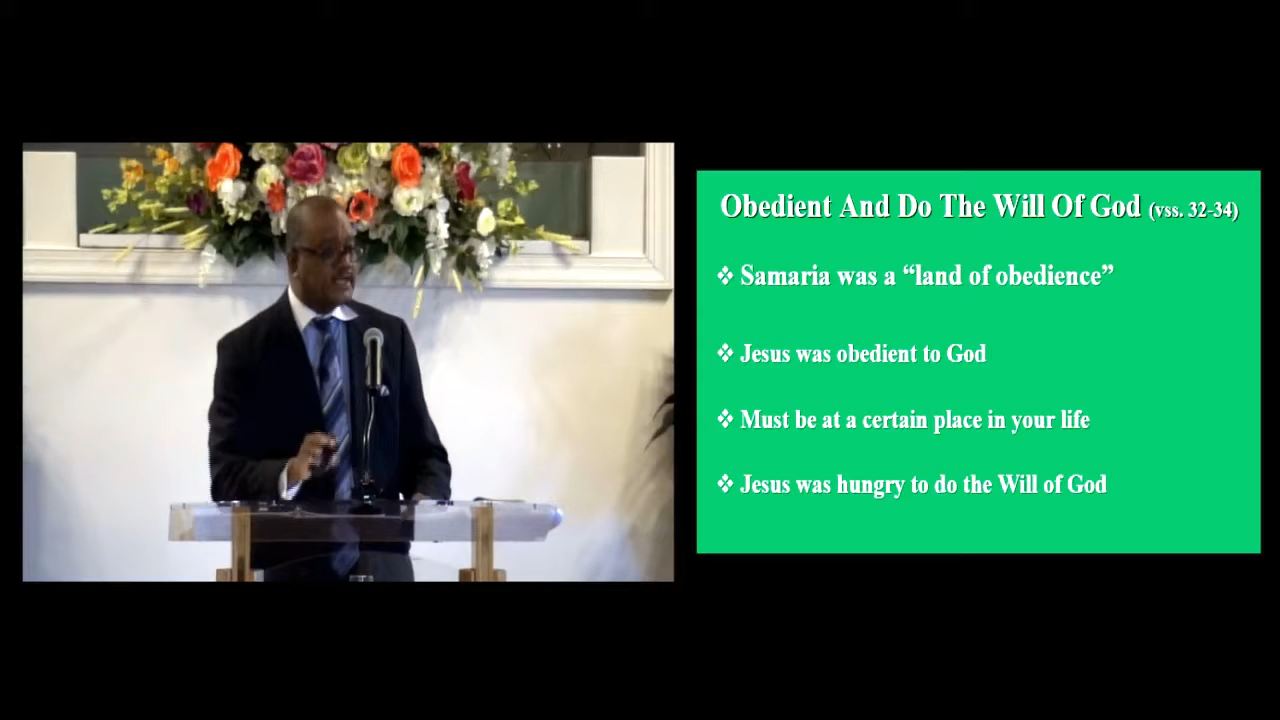 Obedient And Do The Will Of God (vss. 32-34)
❖ Samaria was a “land of obedience”
❖ Jesus was obedient to God
❖ Must be at a certain place in your life
❖ Jesus was hungry to do the Will of God